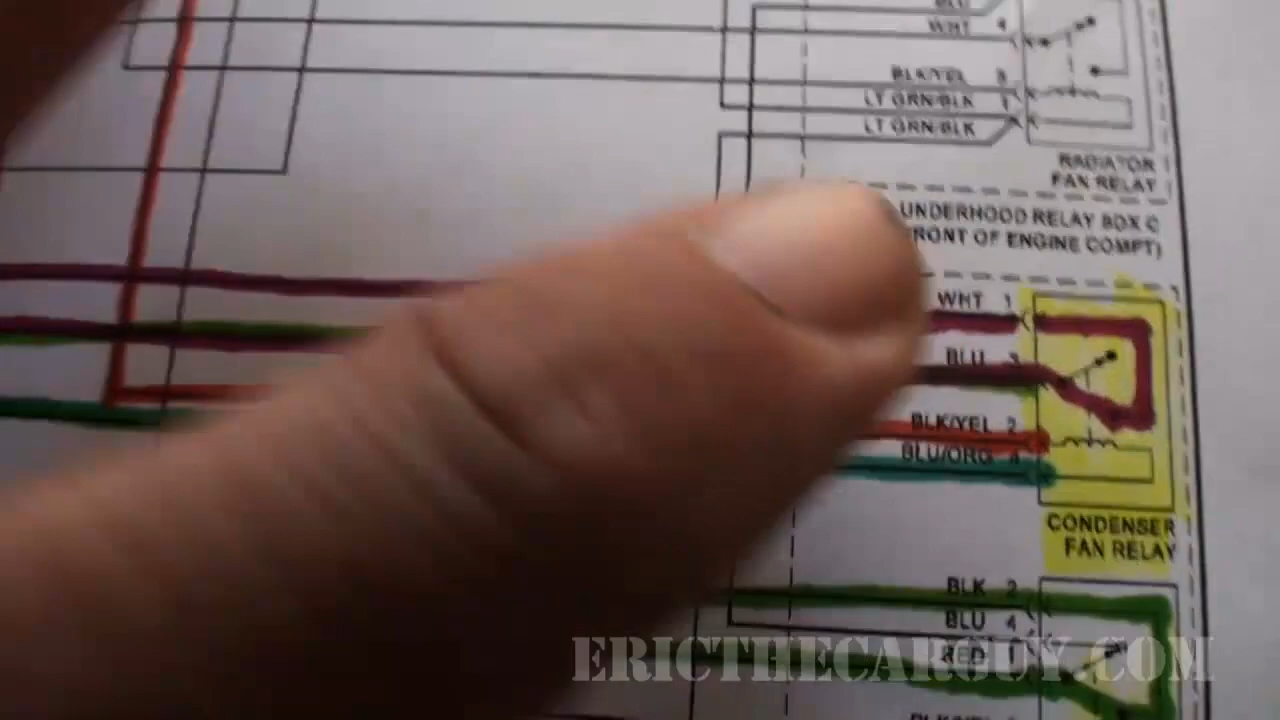 BLU
WHT 4
BLK/YEL
LT GRN/BLK
LT GRN/BLK
RADIATOR
FAN RELAY
UNDERHOOD RELAY BOX C
FRONT OF ENGINE COMPT)
WHT 1
BLU 3
BLK/YEL 2
BLU/ORG 4
CONDENSER
FAN RELAY
BLK 2
BLU 4
RED 1
ERICTHECARGUY.COM